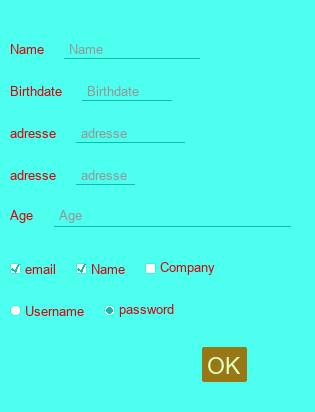 Name Name
Birthdate Birthdate
adresse adresse
adresse adresse
Age Age
email Name Company
Username password
OK